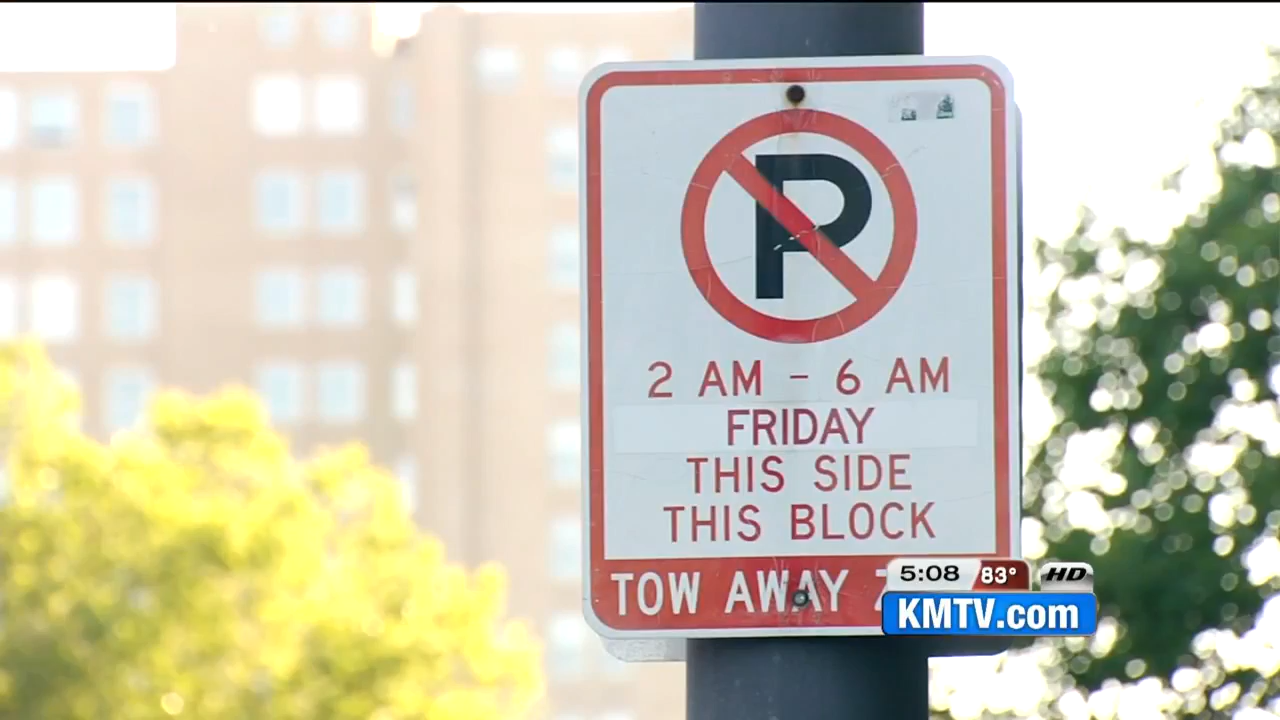 P
2 AM - 6 AM
FRIDAY
THIS SIDE
THIS BLOCK
TOW AWAY
5:08 83° HD
KMTV.com